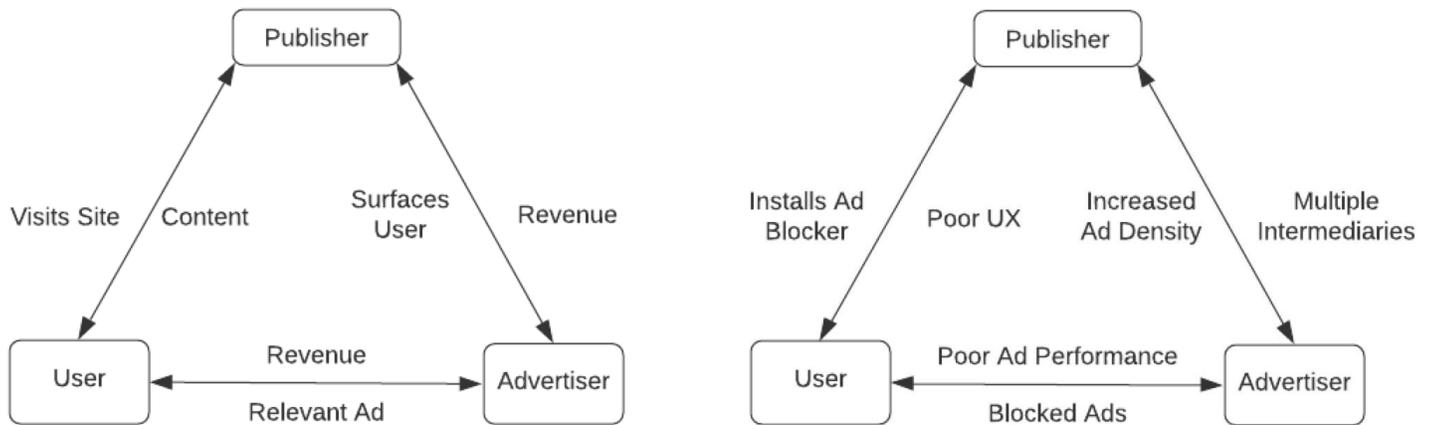 Publisher
Visits Site
Content
Surfaces
User
Revenue
User
Revenue
Relevant Ad
Advertiser
Publisher
Installs Ad
Blocker
Poor UX
Increased
Ad Density
Multiple
Intermediaries
User
Poor Ad Performance
Blocked Ads
Advertiser